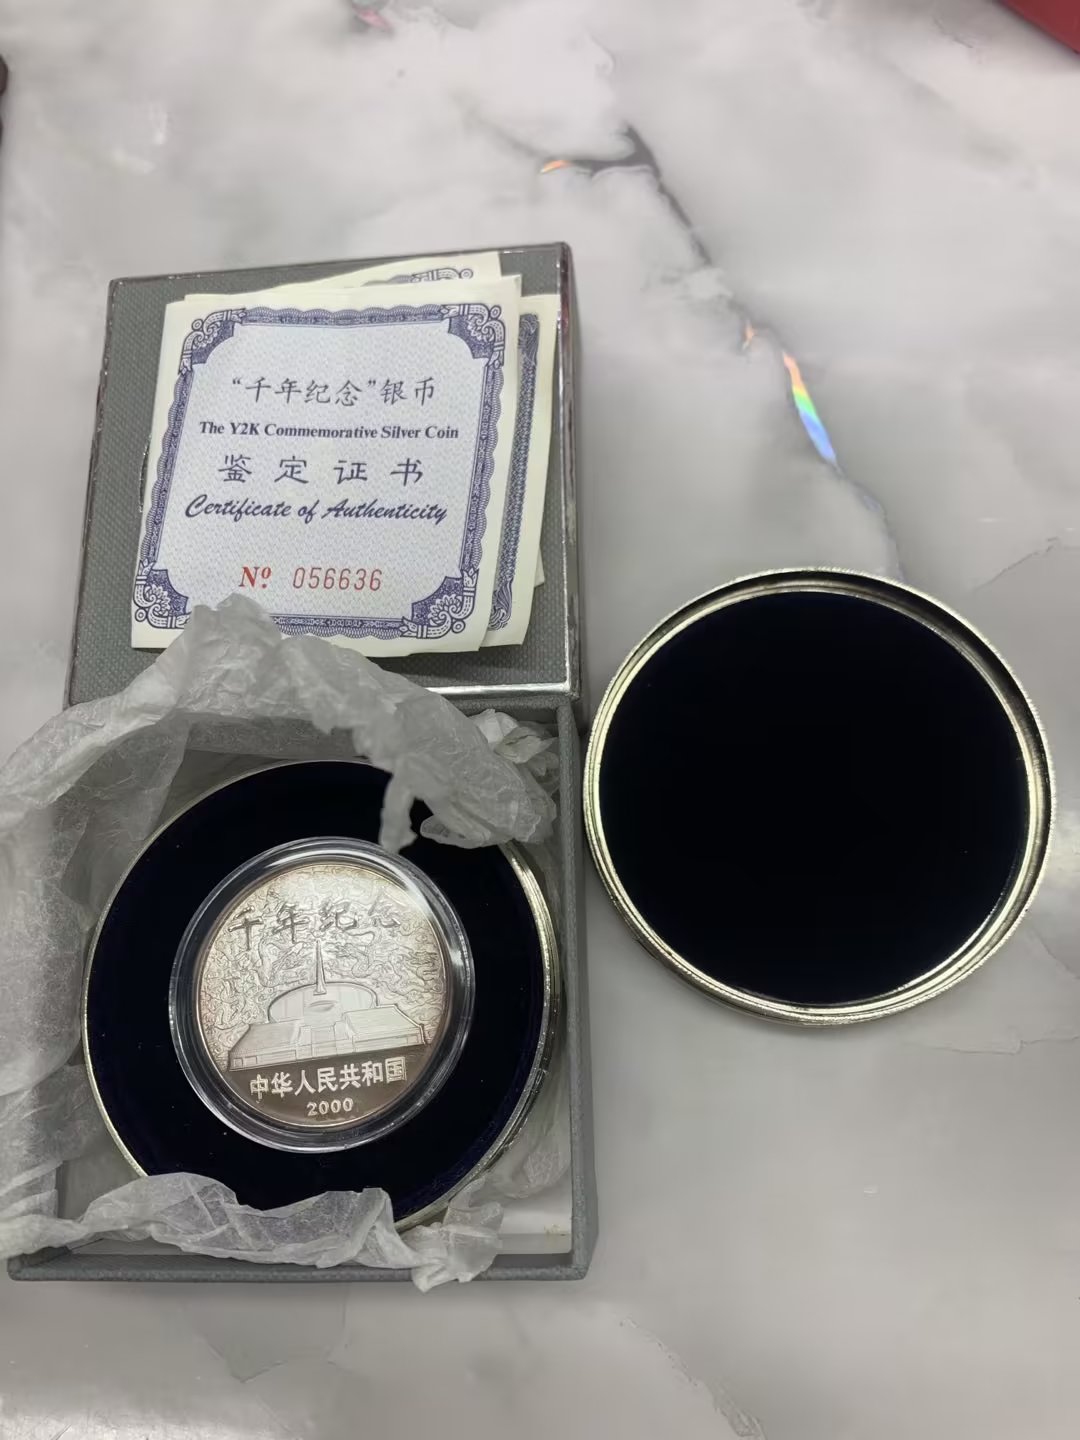 “千年纪念”银币
The Y2K Commemorative Silver Coin
鉴定证书
Certificate of Authenticity
Nº 056636
千年纪念
中华人民共和国
2000